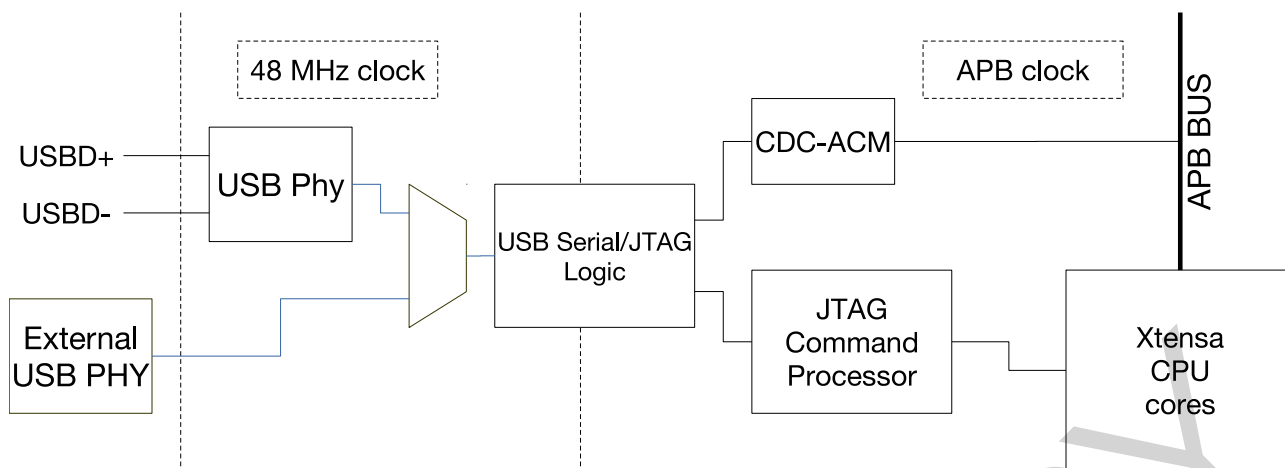 48 MHz clock
APB clock
APB BUS
USBD+
USBD-
USB Phy
CDC-ACM
USB Serial/JTAG
Logic
External
USB PHY
JTAG
Command
Processor
Xtensa
CPU
cores